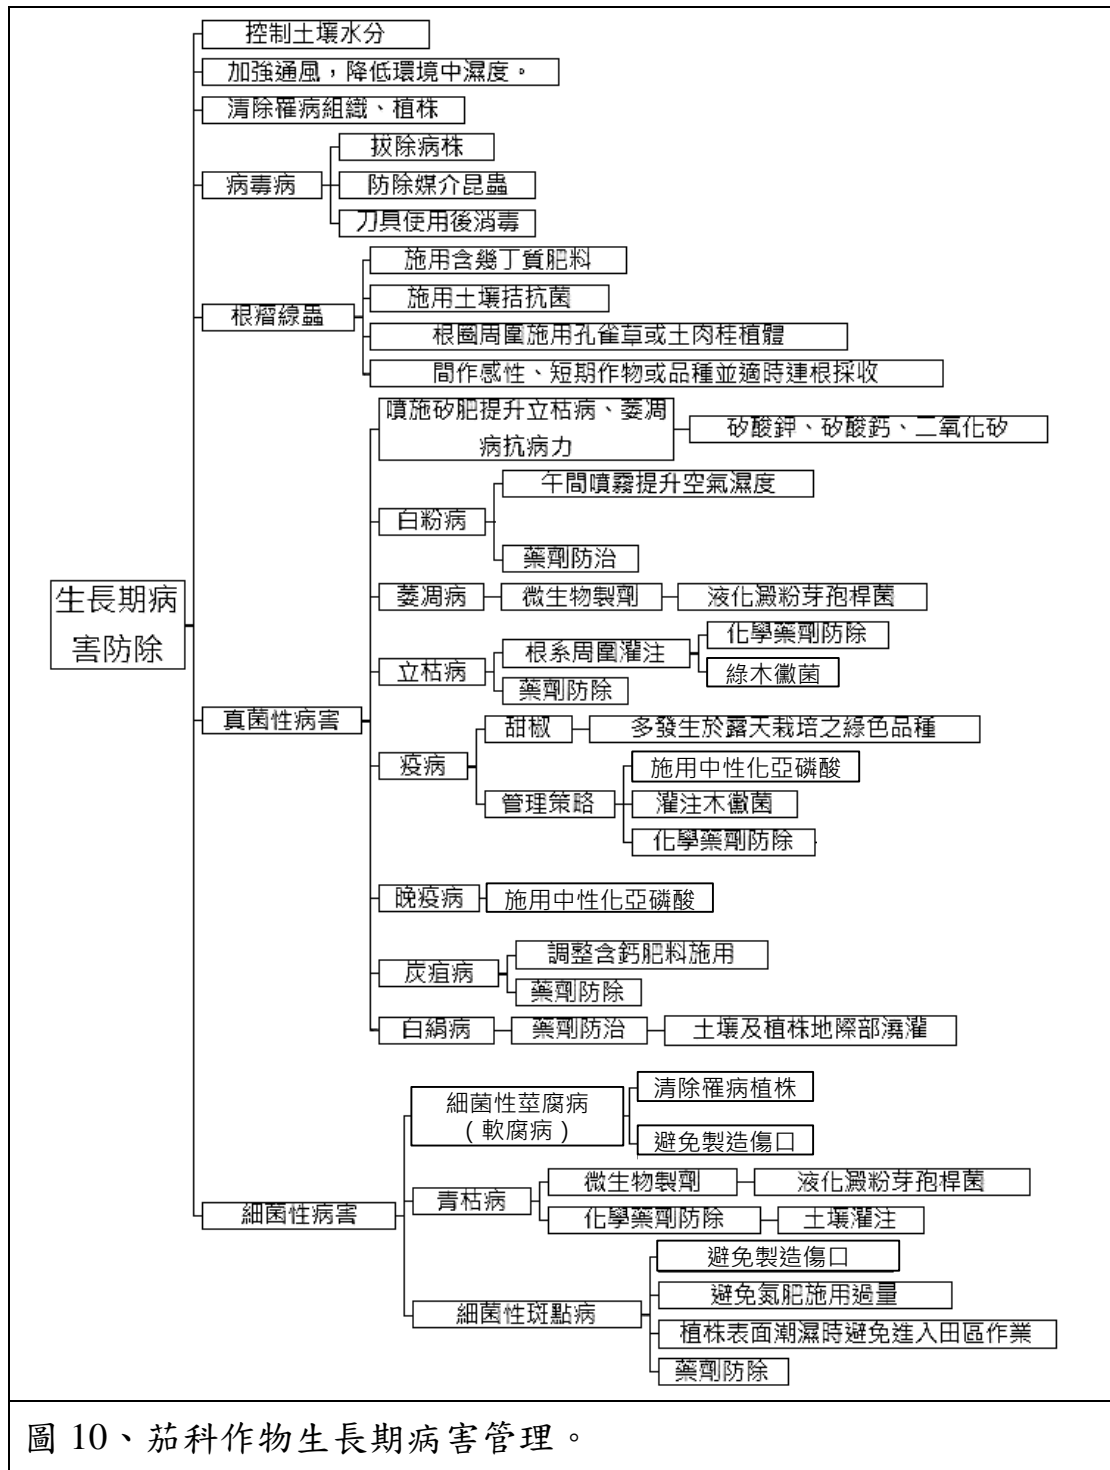 控制土壤水分
加強通風，降低環境中濕度。
清除罹病組織、植株
病毒病
拔除病株
防除媒介昆蟲
刀具使用後消毒
根瘤線蟲
施用含幾丁質肥料
施用土壤拮抗菌
根圈周圍施用孔雀草或土肉桂植體
間作感性、短期作物或品種並適時連根採收
生長期病
害防除
真菌性病害
噴施矽肥提升立枯病、萎凋
病抗病力
矽酸鉀、矽酸鈣、二氧化矽
白粉病
午間噴霧提升空氣濕度
藥劑防治
萎凋病
微生物製劑
液化澱粉芽孢桿菌
立枯病
根系周圍灌注
化學藥劑防除
綠木黴菌
藥劑防除
疫病
甜椒
多發生於露天栽培之綠色品種
管理策略
施用中性化亞磷酸
灌注木黴菌
化學藥劑防除
晚疫病
施用中性化亞磷酸
炭疽病
調整含鈣肥料施用
藥劑防除
白絹病
藥劑防治
土壤及植株地際部澆灌
細菌性病害
細菌性莖腐病
（軟腐病）
清除罹病植株
避免製造傷口
青枯病
微生物製劑
液化澱粉芽孢桿菌
化學藥劑防除
土壤灌注
細菌性斑點病
避免製造傷口
避免氮肥施用過量
植株表面潮濕時避免進入田區作業
藥劑防除
圖 10、茄科作物生長期病害管理。